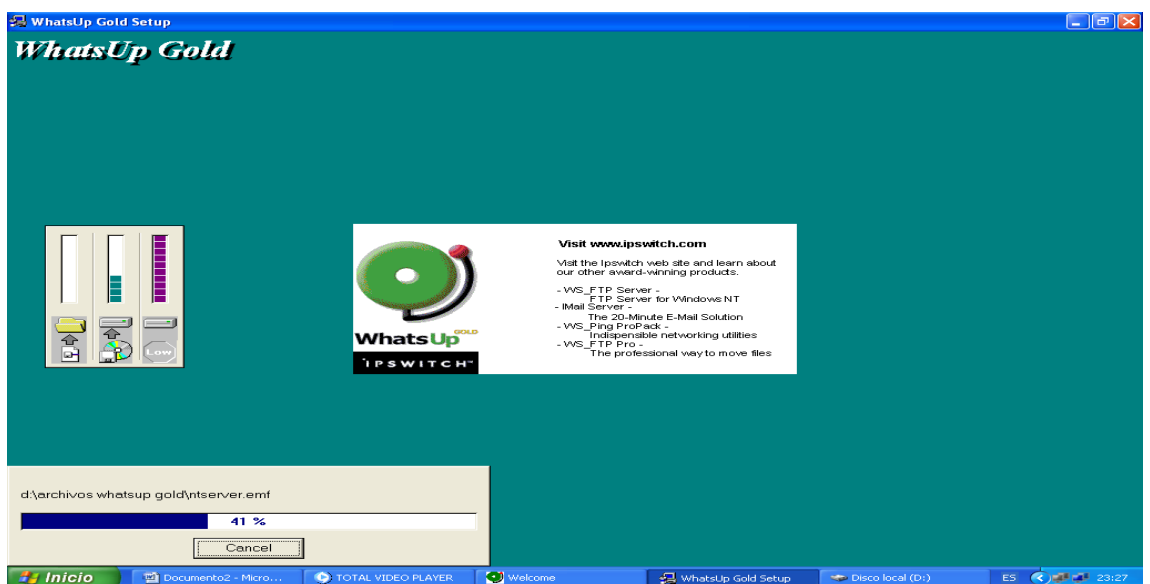 WhatsUp Gold Setup
WhatsUp Gold
Visit www.ipswitch.com
Visit the Ipswitch web site and learn about
our other award-winning products.
- WS_FTP Server -
FTP Server for Windows NT
- IMail Server -
The 20-Minute E-Mail Solution
- WS_Ping ProPack -
Indispensible networking utilities
- WS_FTP Pro -
The professional way to move files
WhatsUp GOLD
IPSWITCH™
Low
d:\archivos whatsup gold\ntserver.emf
41 %
Cancel
Inicio
Documento2 - Micro...
TOTAL VIDEO PLAYER
Welcome
WhatsUp Gold Setup
Disco local (D:)
ES
23:27